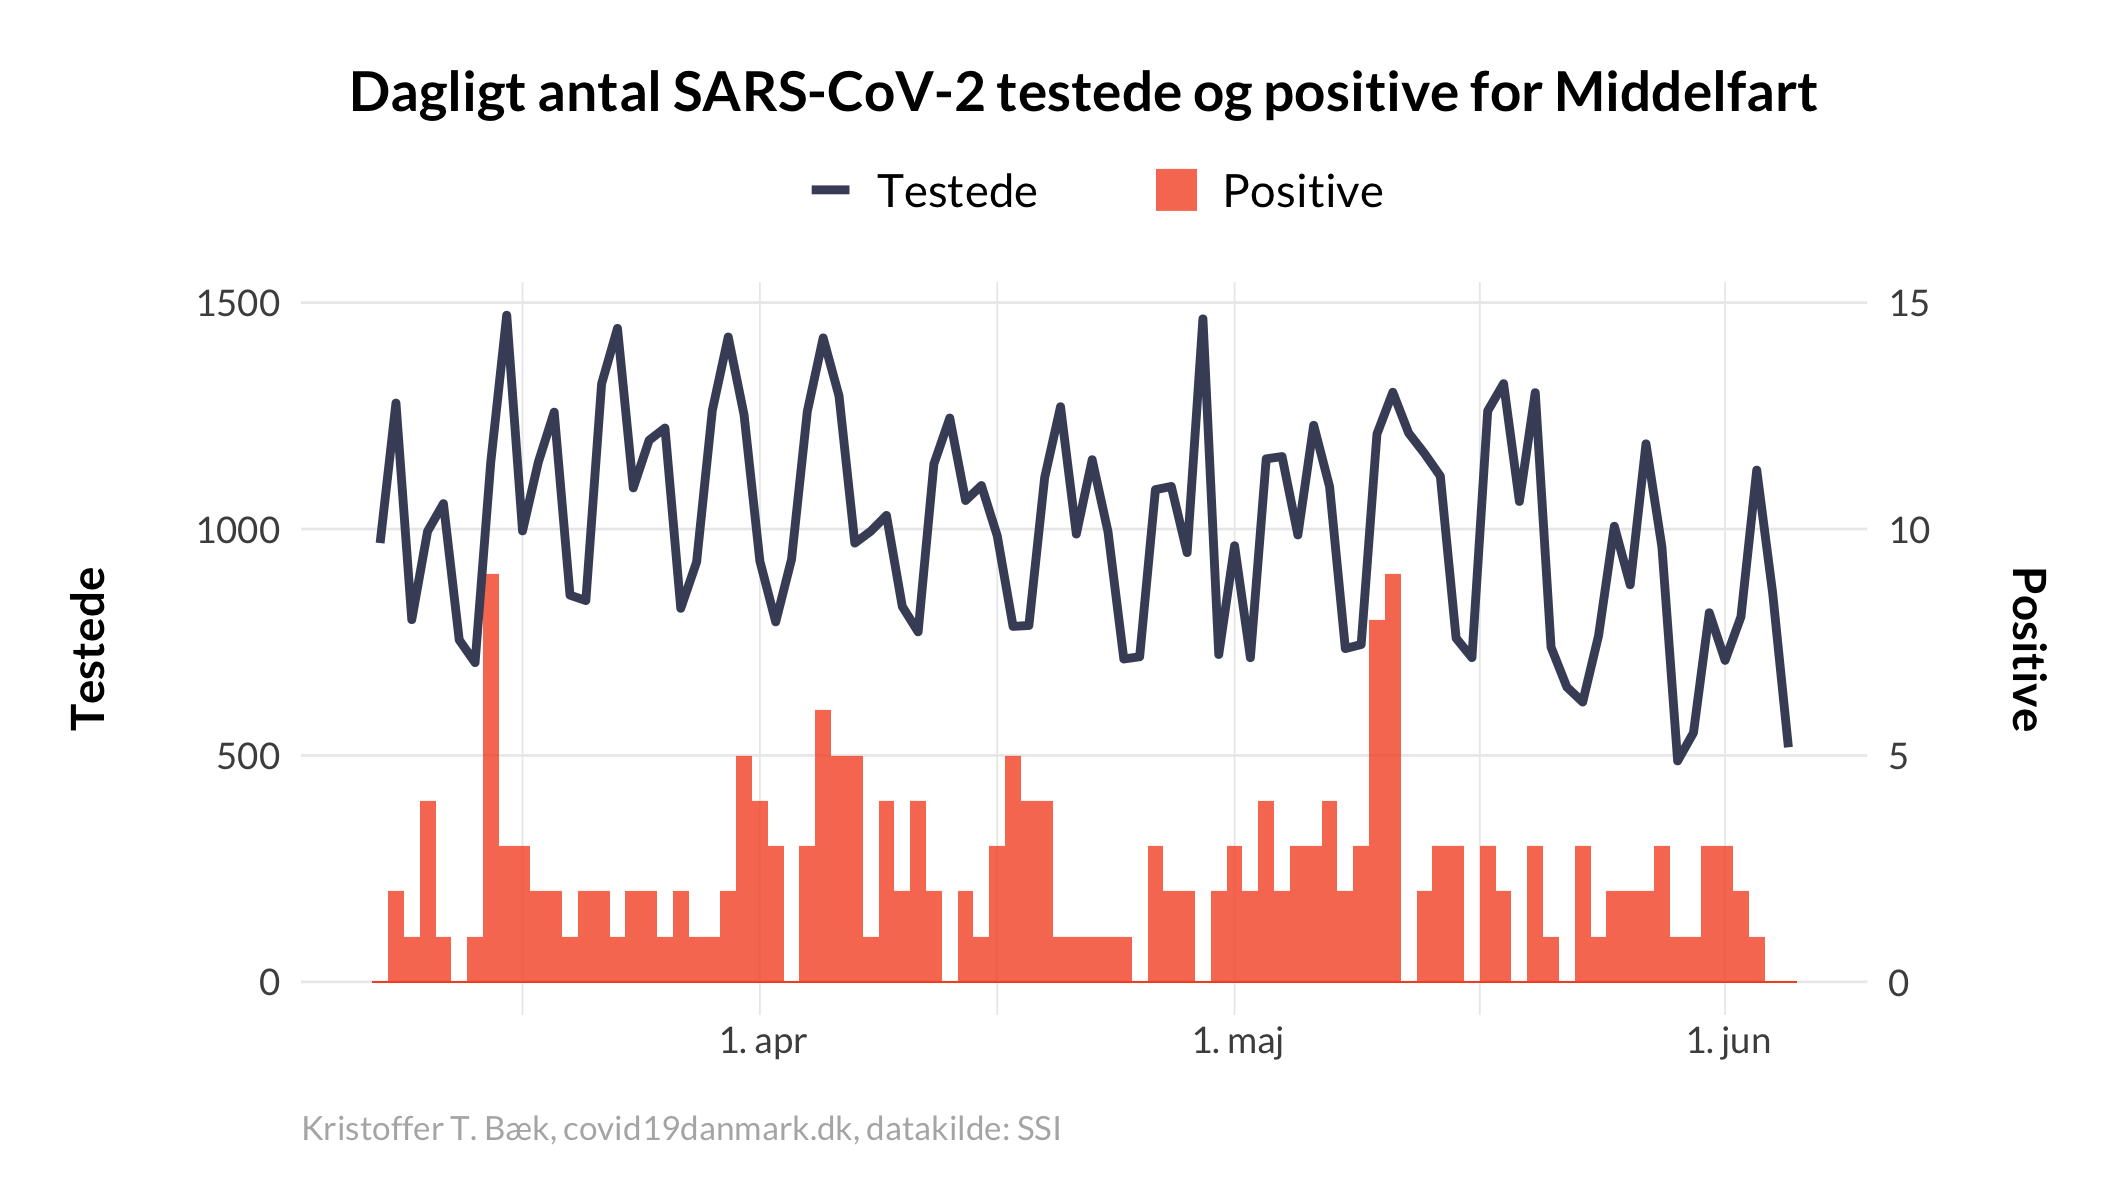 Dagligt antal SARS-CoV-2 testede og positive for Middelfart
Testede
Positive
1500
1000
500
0
15
10
5
0
Testede
Positive
1. apr
1. maj
1. jun
Kristoffer T. Bæk, covid19danmark.dk, datakilde: SSI